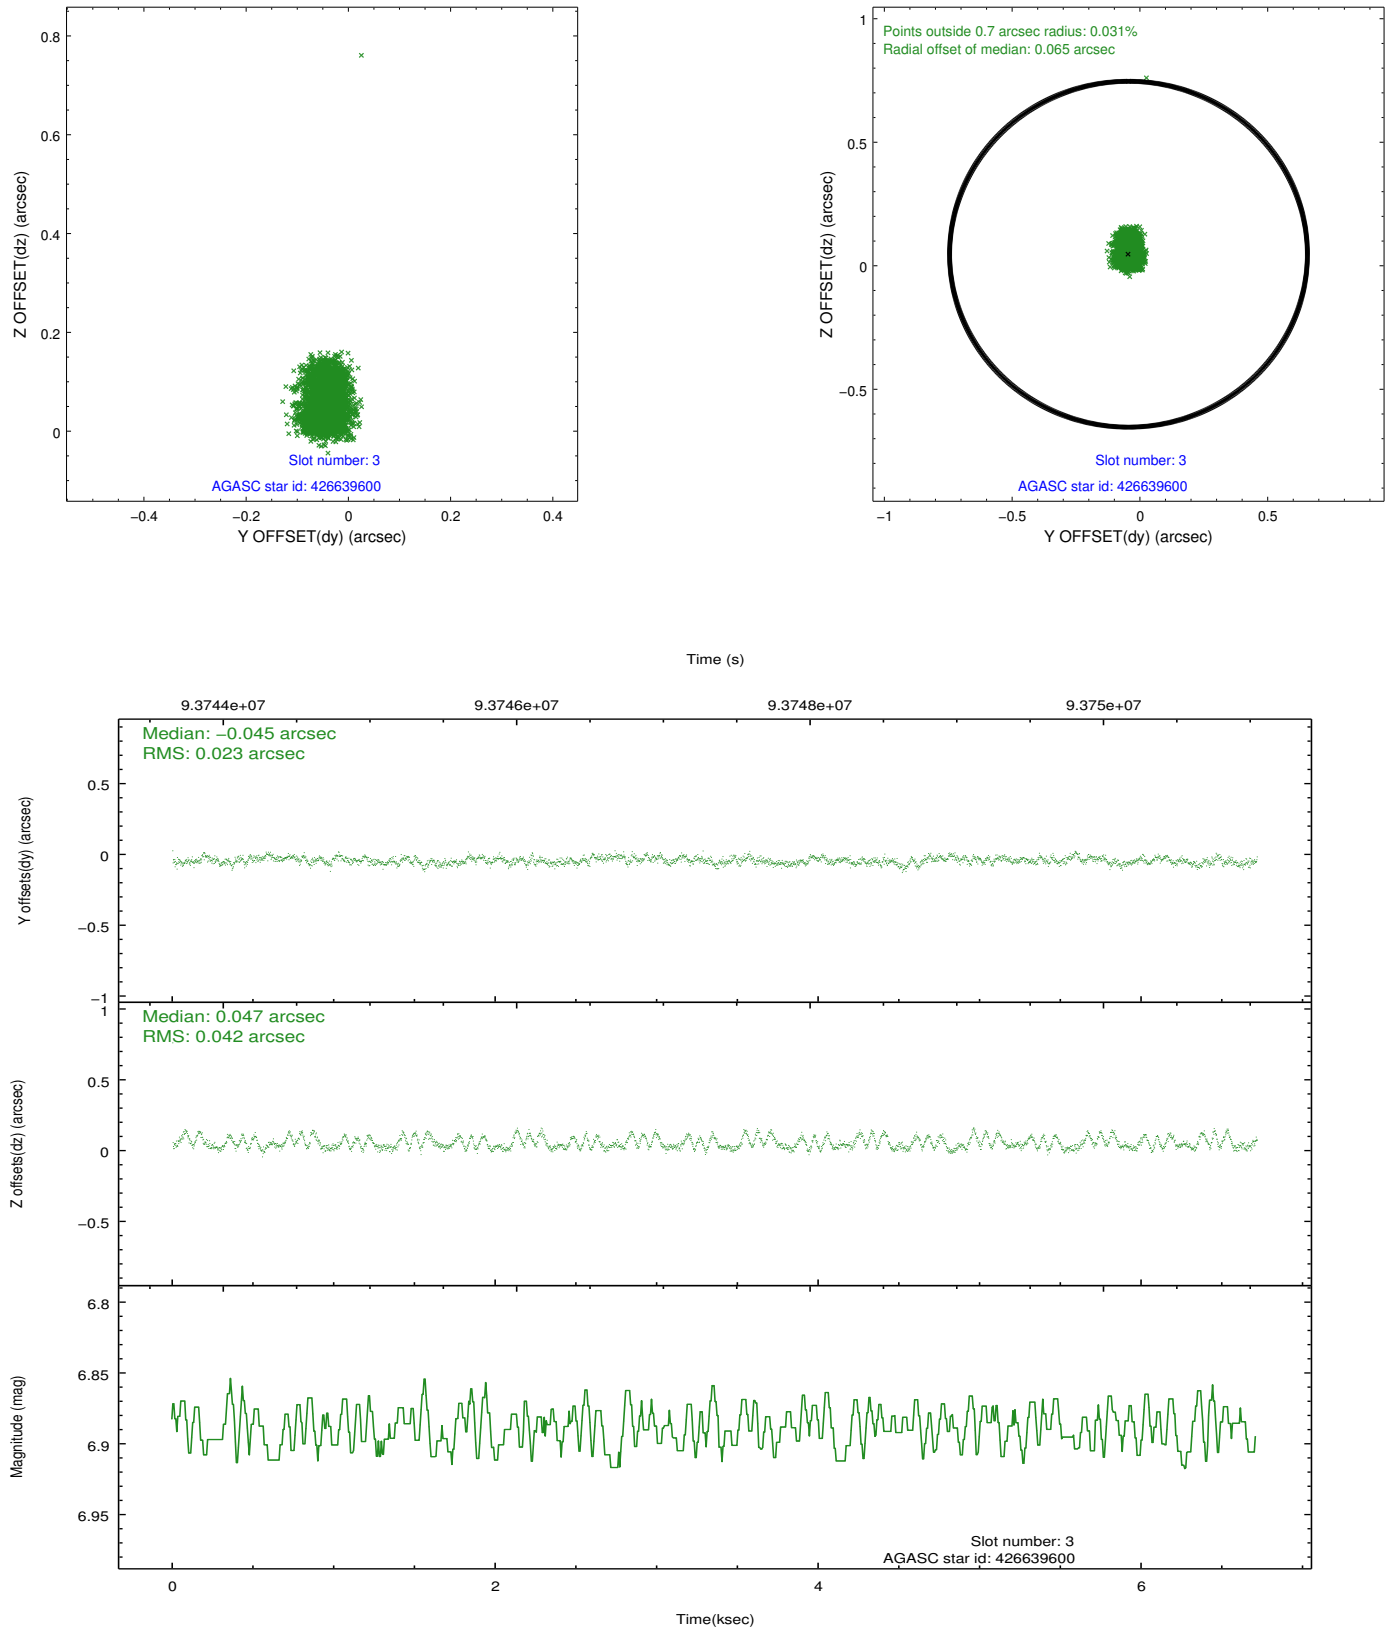 0.8
0.6
0.4
0.2
0
Z OFFSET(dz) (arcsec)
Slot number: 3
AGASC star id: 426639600
−0.4 −0.2 0 0.2 0.4
Y OFFSET(dy) (arcsec)
1
0.5
0
−0.5
Z OFFSET(dz) (arcsec)
Points outside 0.7 arcsec radius: 0.031%
Radial offset of median: 0.065 arcsec
Slot number: 3
AGASC star id: 426639600
−1 −0.5 0 0.5
Y OFFSET(dy) (arcsec)
Time (s)
9.3744e+07 9.3746e+07 9.3748e+07 9.375e+07
Median: −0.045 arcsec
RMS: 0.023 arcsec
0.5
0
−0.5
−1
Y offsets(dy) (arcsec)
Median: 0.047 arcsec
RMS: 0.042 arcsec
1
0.5
0
−0.5
Z offsets(dz) (arcsec)
6.8
6.85
6.9
6.95
Magnitude (mag)
Slot number: 3
AGASC star id: 426639600
0 2 4 6
Time(ksec)